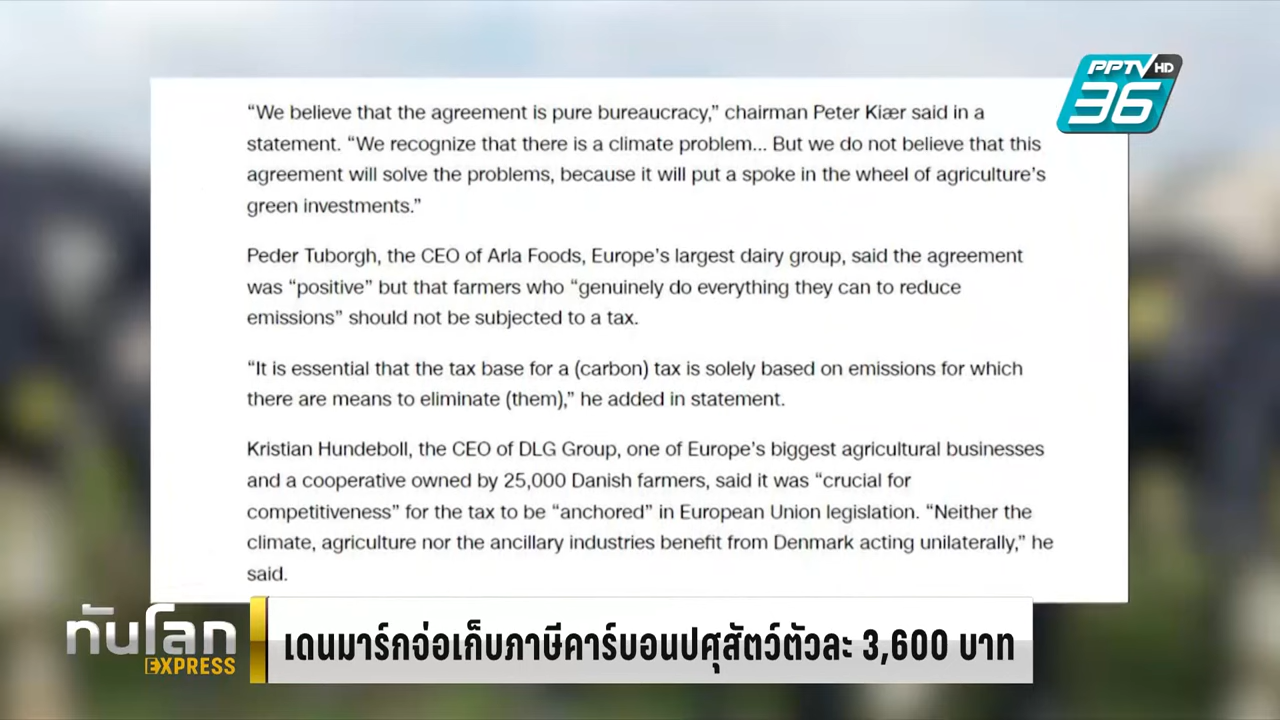 PPTV HD
36
“We believe that the agreement is pure bureaucracy,” chairman Peter Kiær said in a
statement. “We recognize that there is a climate problem... But we do not believe that this
agreement will solve the problems, because it will put a spoke in the wheel of agriculture’s
green investments.”
Peder Tuborgh, the CEO of Arla Foods, Europe’s largest dairy group, said the agreement
was “positive” but that farmers who “genuinely do everything they can to reduce
emissions” should not be subjected to a tax.
“It is essential that the tax base for a (carbon) tax is solely based on emissions for which
there are means to eliminate (them),” he added in statement.
Kristian Hundeboll, the CEO of DLG Group, one of Europe’s biggest agricultural businesses
and a cooperative owned by 25,000 Danish farmers, said it was “crucial for
competitiveness” for the tax to be “anchored” in European Union legislation. “Neither the
climate, agriculture nor the ancillary industries benefit from Denmark acting unilaterally,” he
said.
ทันโลก
EXPRESS
เดนมาร์กจ่อเก็บภาษีคาร์บอนปศุสัตว์ตัวละ 3,600 บาท